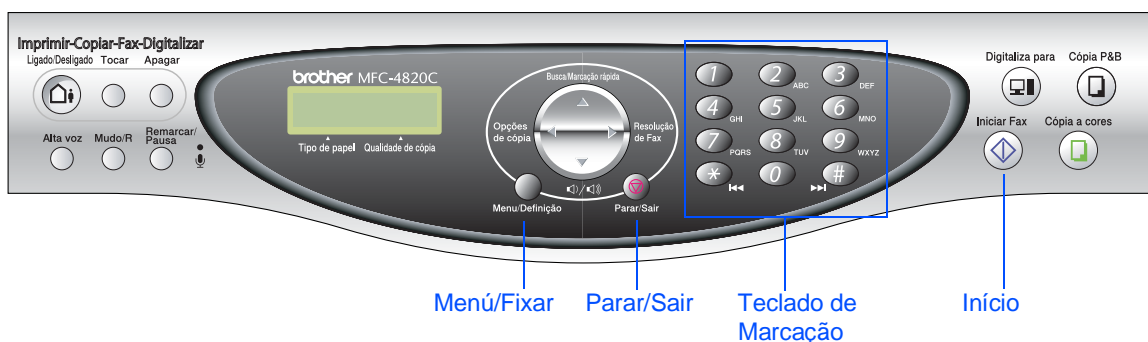 Imprimir-Copiar-Fax-Digitalizar
Ligado/Desligado Tocar Apagar
Alta voz Mudo/R Remarcar/
Pausa
brother MFC-4820C
Tipo de papel Qualidade de cópia
Busca/Marcação rápida
Opções
de cópia
Resolução
de Fax
Menu/Definição
Parar/Sair
1 2 ABC 3 DEF
4 GHI 5 JKL 6 MNO
7 PQRS 8 TUV 9 WXYZ
* 0 #
Digitaliza para Cópia P&B
Iniciar Fax Cópia a cores
Menú/Fixar Parar/Sair Teclado de
Marcação
Início